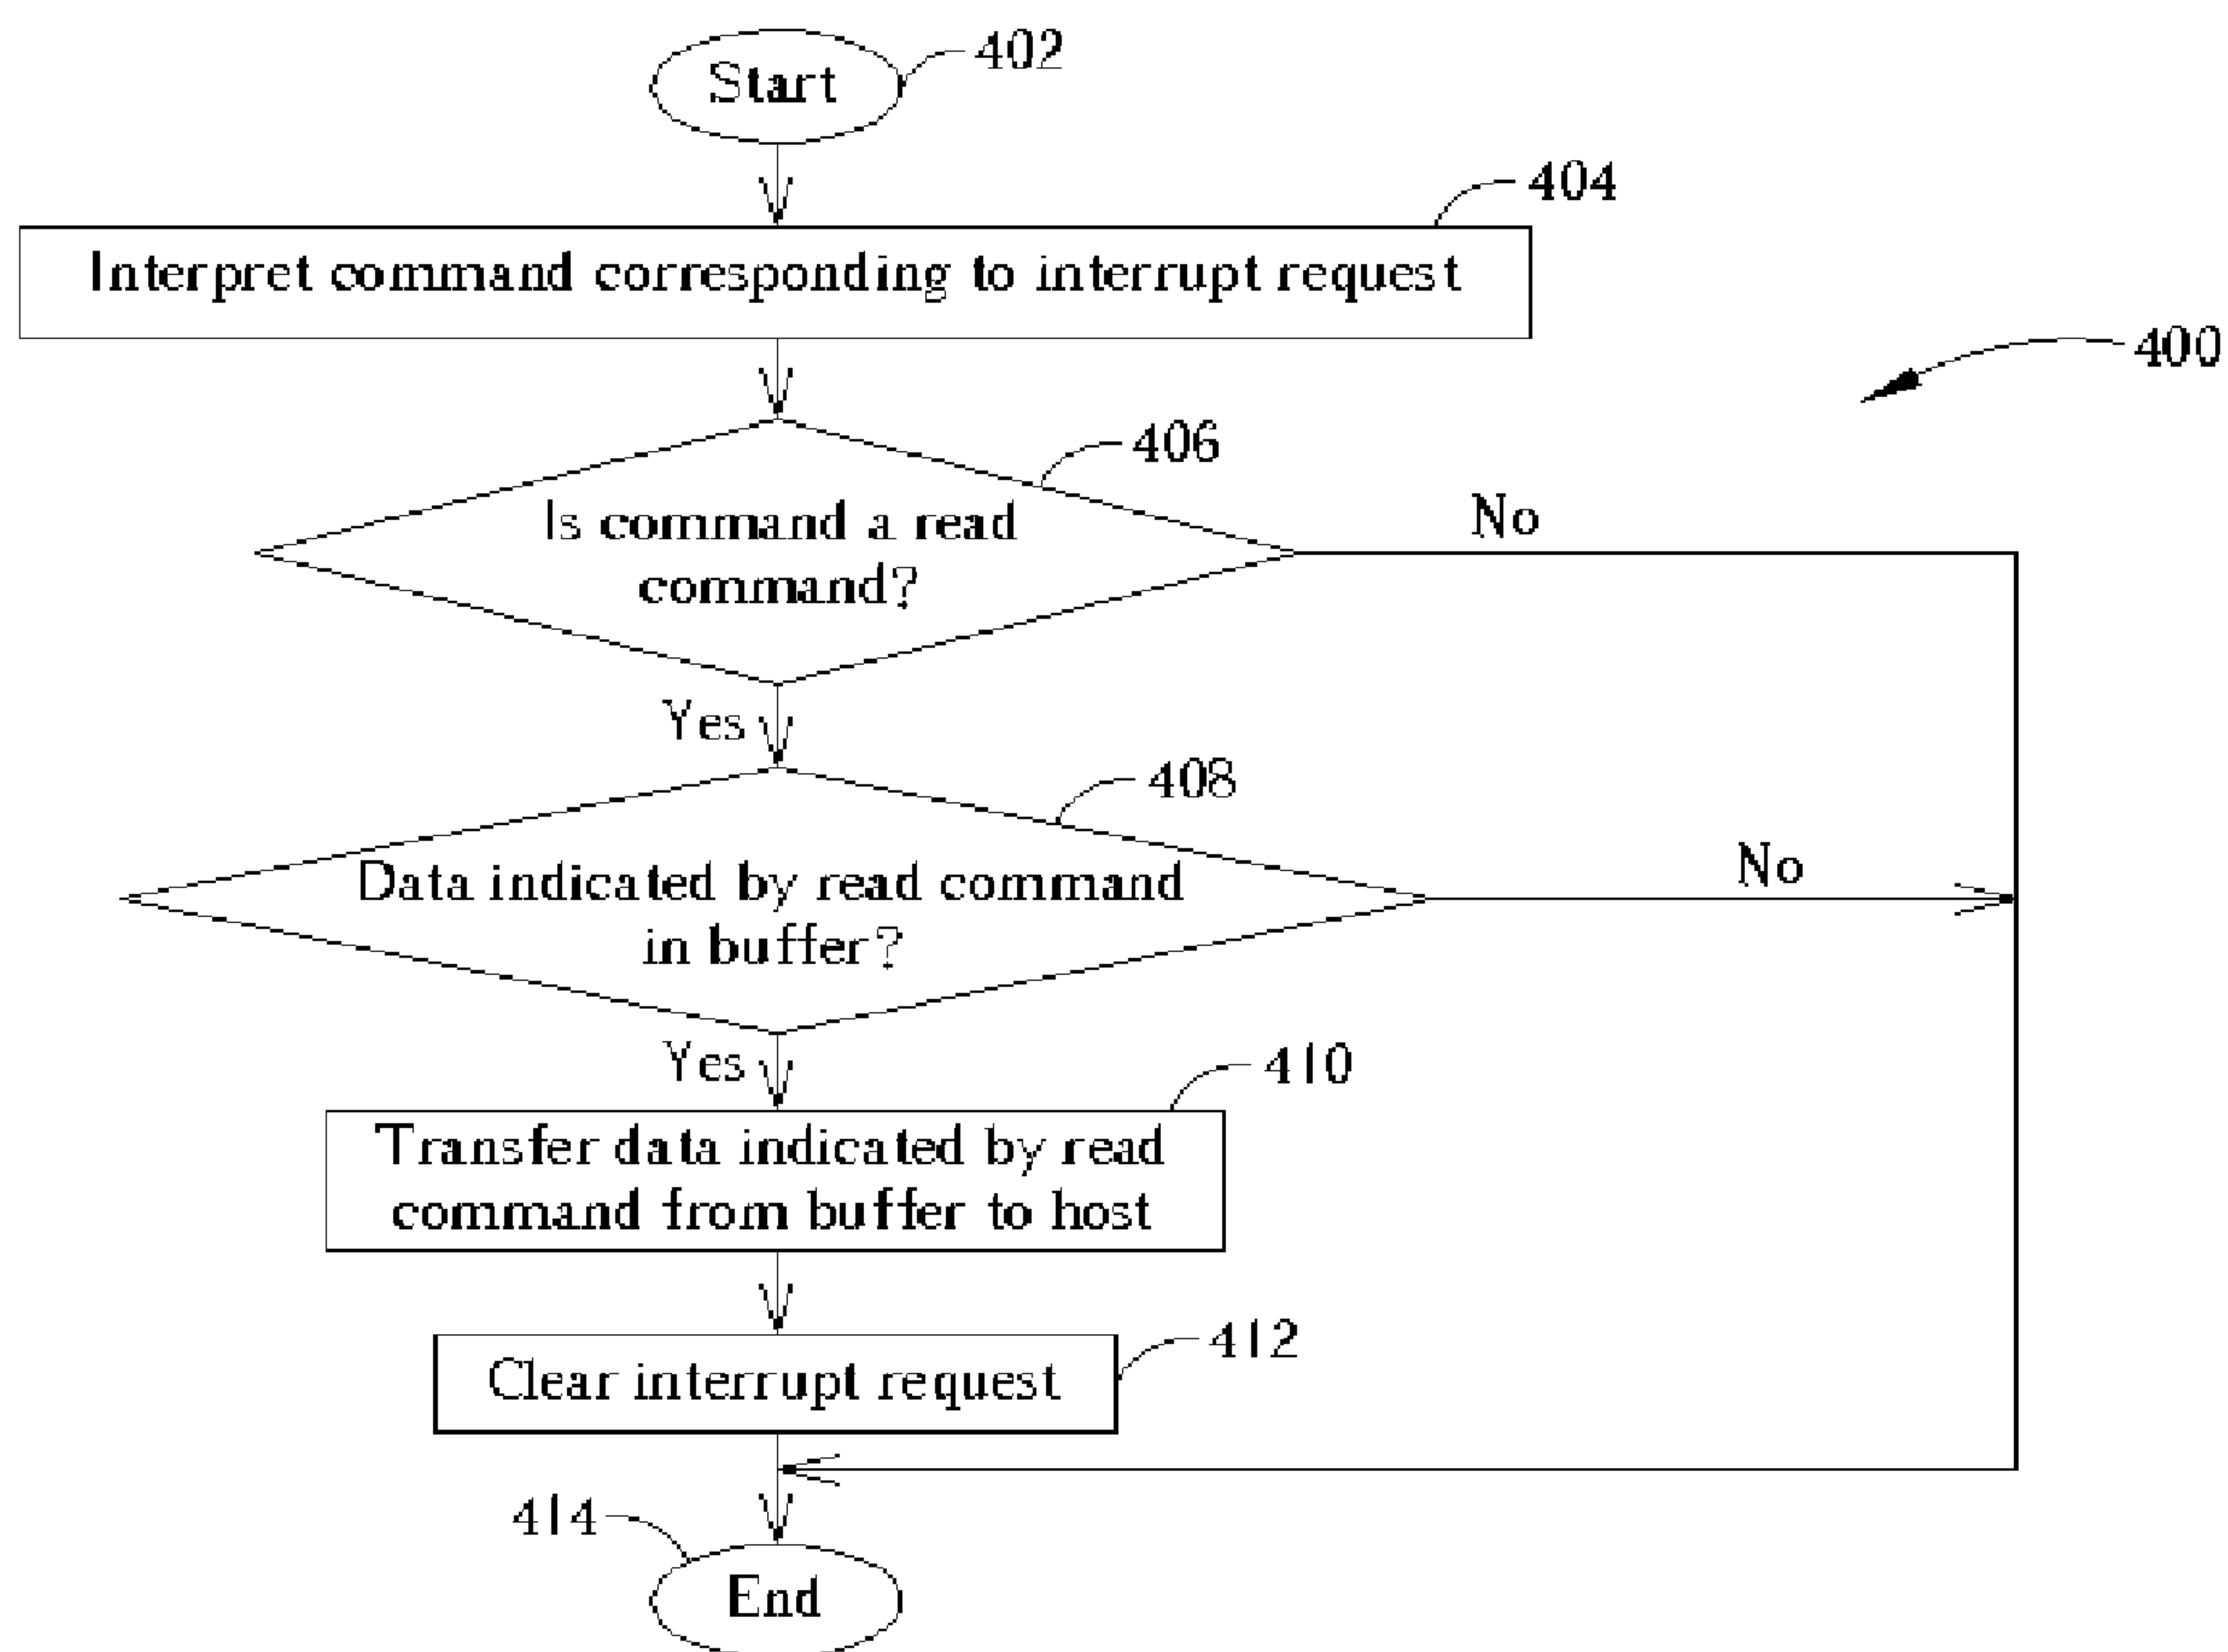 Start
402
404
Interpret command corresponding to interrupt request
400
406
Is command a read
command?
No
Yes
408
Data indicated by read command
in buffer?
No
Yes
410
Transfer data indicated by read
command from buffer to host
412
Clear interrupt request
414
End